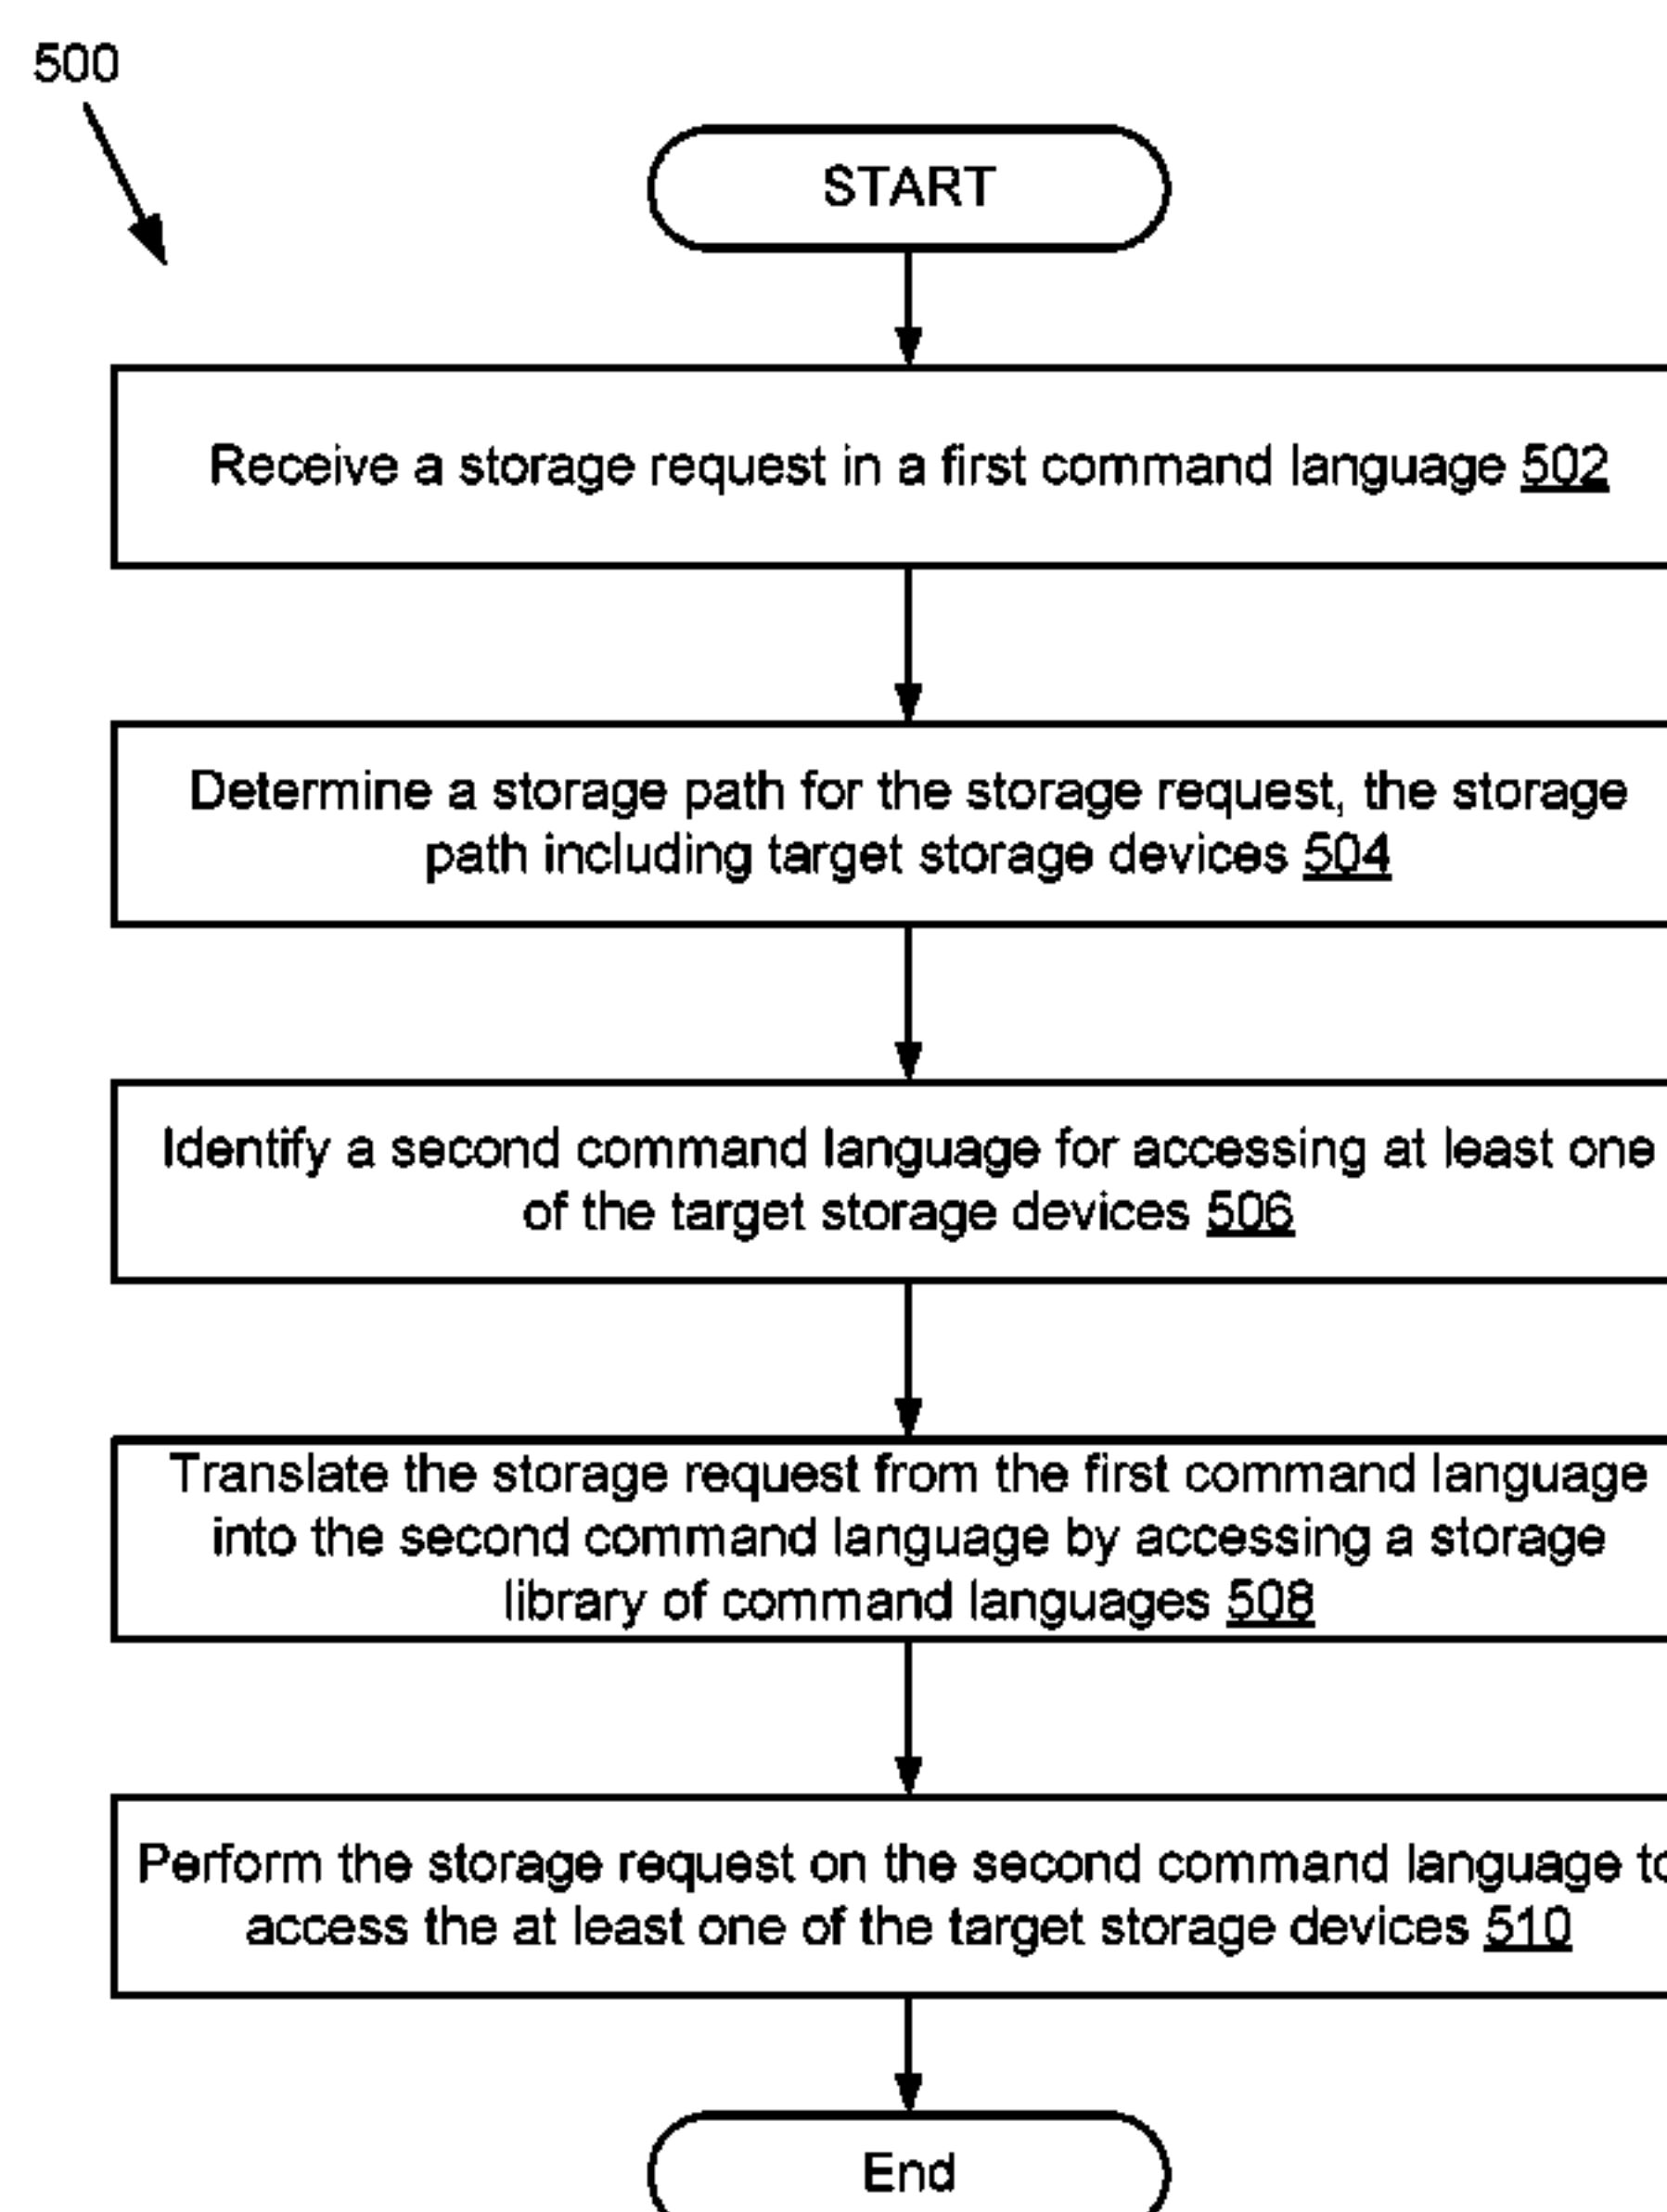 500
START
Receive a storage request in a first command language 502
Determine a storage path for the storage request, the storage
path including target storage devices 504
Identify a second command language for accessing at least one
of the target storage devices 506
Translate the storage request from the first command language
into the second command language by accessing a storage
library of command languages 508
Perform the storage request on the second command language to
access the at least one of the target storage devices 510
End